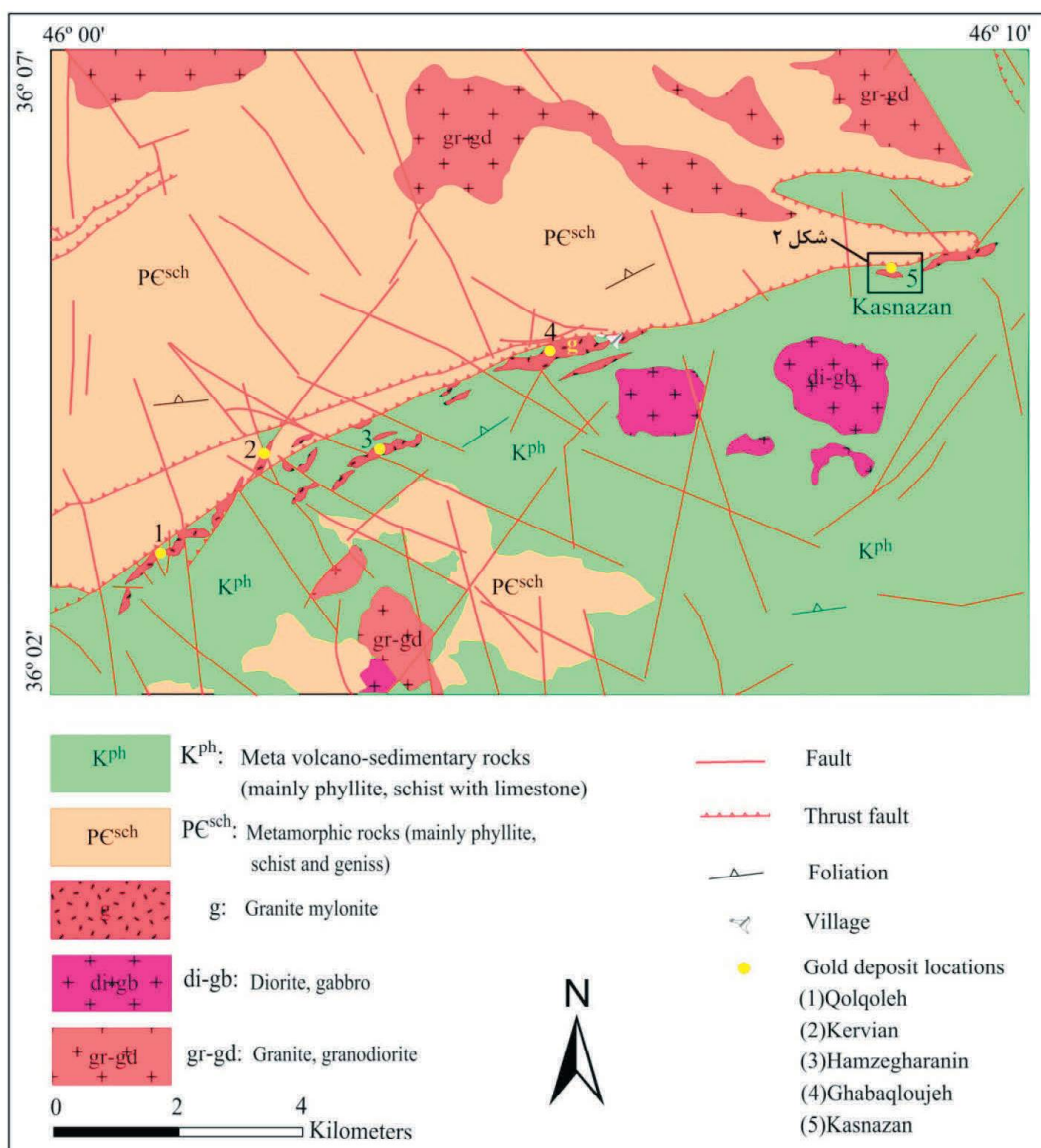 46º 00'
46º 10'
36º 07'
36º 02'
gr-gd
gr-gd
PЄsch
PЄsch
شکل ۲
5
Kasnazan
4
g
di-gb
2
3
Kph
1
Kph
Kph
PЄsch
gr-gd
Kph
Kph: Meta volcano-sedimentary rocks
(mainly phyllite, schist with limestone)
PЄsch
PЄsch: Metamorphic rocks (mainly phyllite,
schist and geniss)
g
g: Granite mylonite
di-gb
di-gb: Diorite, gabbro
gr-gd
gr-gd: Granite, granodiorite
0 2 4
Kilometers
N
Fault
Thrust fault
Foliation
Village
Gold deposit locations
(1)Qolqoleh
(2)Kervian
(3)Hamzegharanin
(4)Ghabaqloujeh
(5)Kasnazan